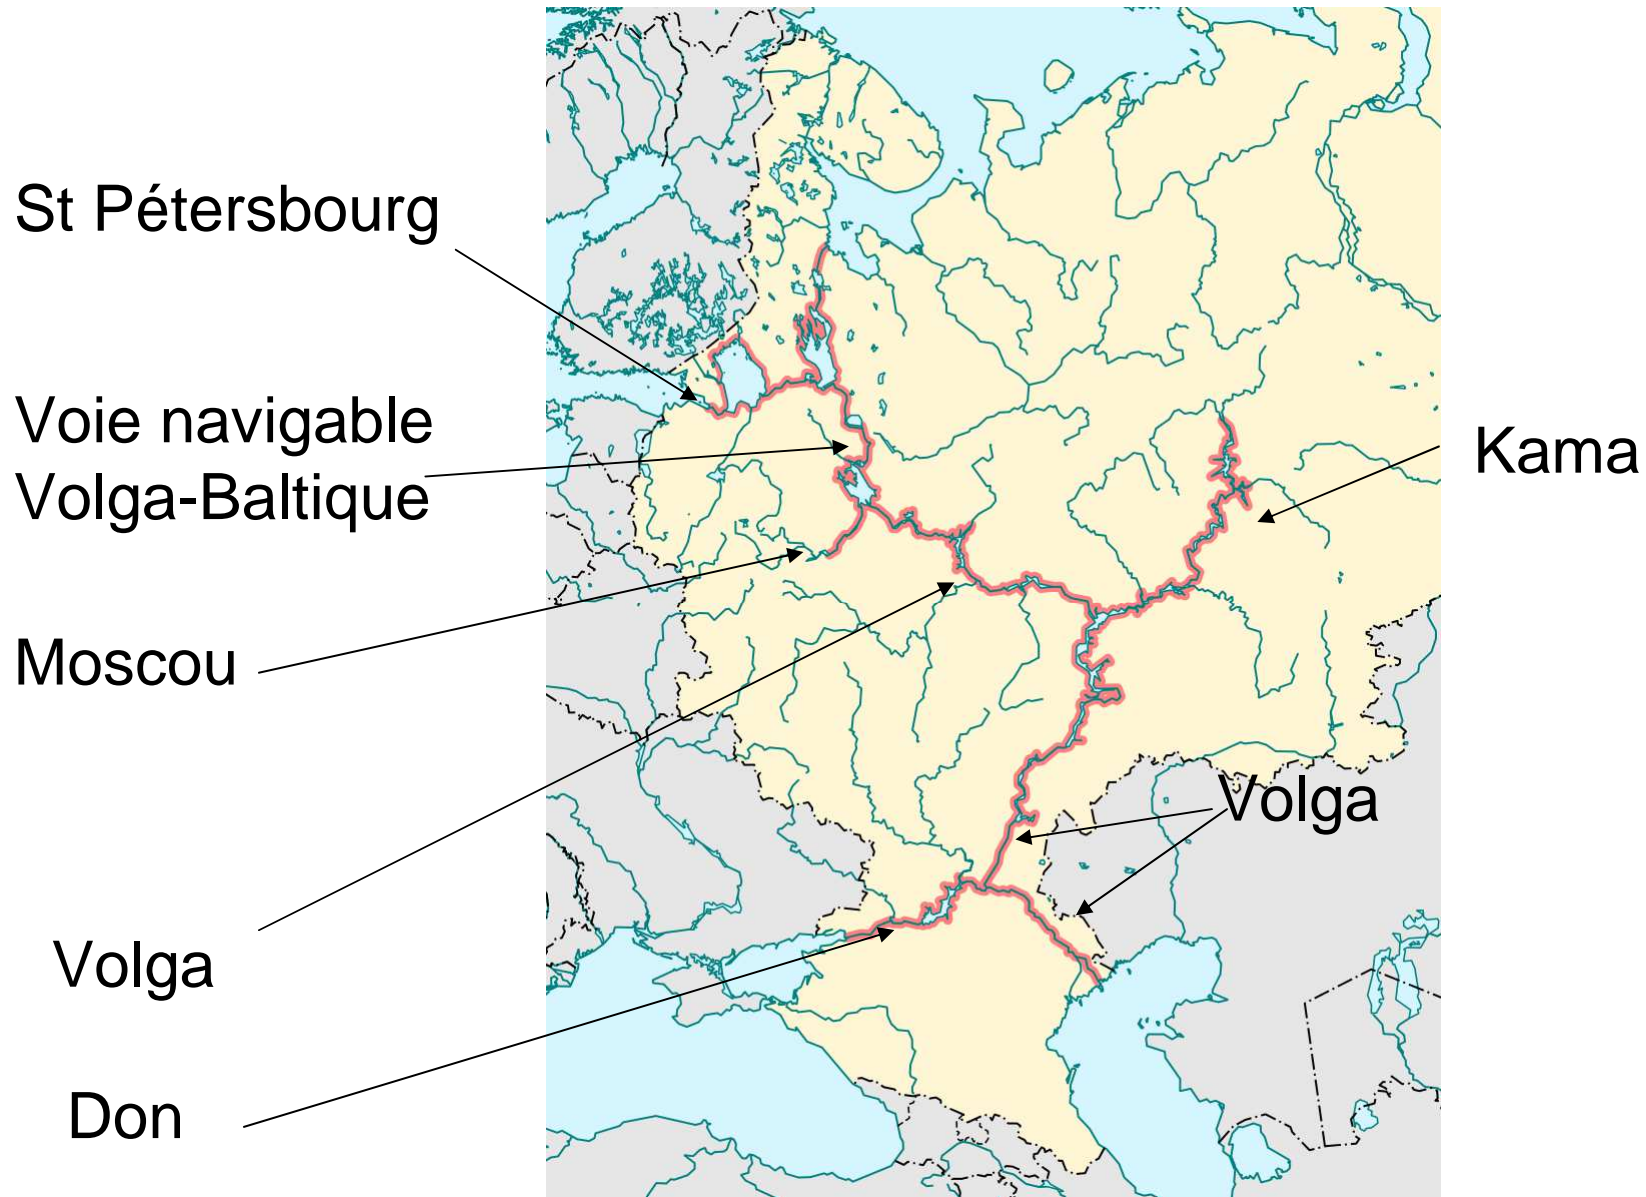 St Pétersbourg
Voie navigable
Volga-Baltique
Kama
Moscou
Volga
Volga
Don